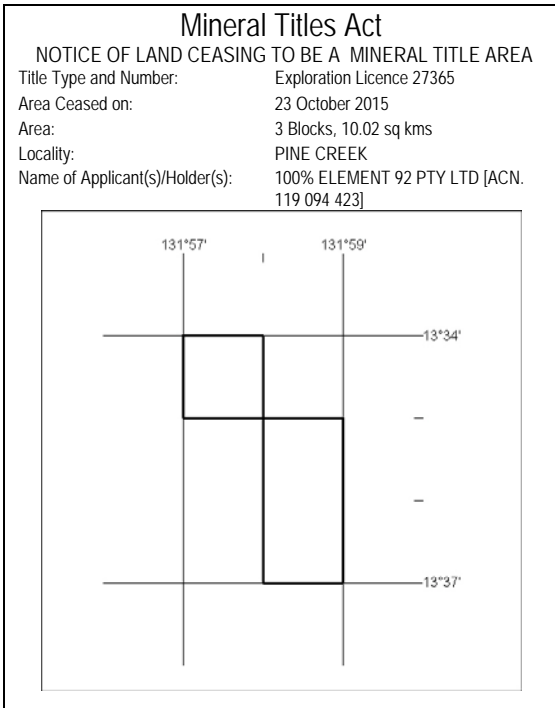 Mineral Titles Act
NOTICE OF LAND CEASING TO BE A MINERAL TITLE AREA
Title Type and Number: Exploration Licence 27365
Area Ceased on: 23 October 2015
Area: 3 Blocks, 10.02 sq kms
Locality: PINE CREEK
Name of Applicant(s)/Holder(s): 100% ELEMENT 92 PTY LTD [ACN.
119 094 423]
131°57' 131°59'
13°34'
13°37'